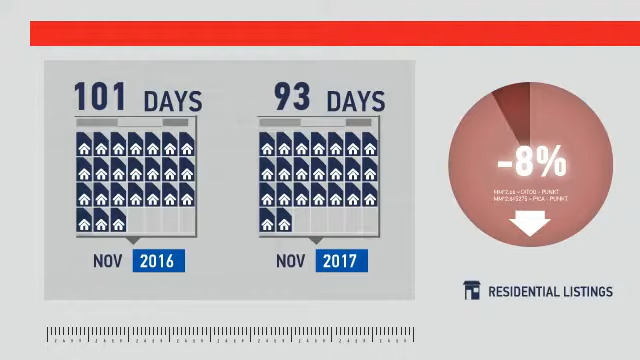 101 DAYS
93 DAYS
-8%
NOV 2016
NOV 2017
RESIDENTIAL LISTINGS